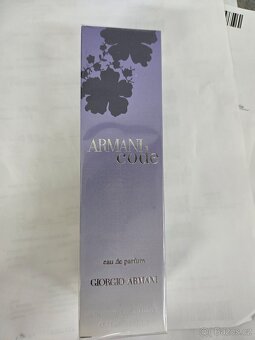 ARMANI
code
eau de parfum
GIORGIO ARMANI